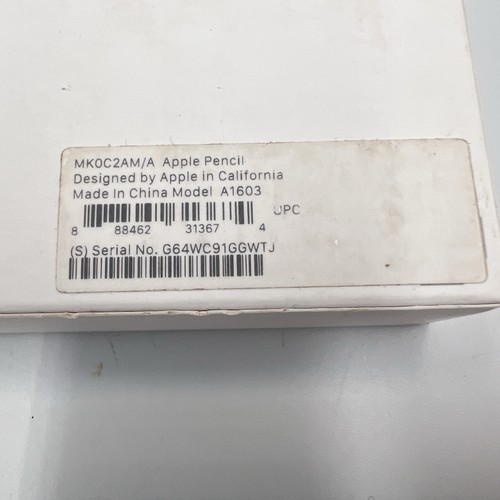 MK0C2AM/A Apple Pencil
Designed by Apple in California
Made In China Model A1603
8 88462 31367 4 UPC
(S) Serial No. G64WC91GGWTJ